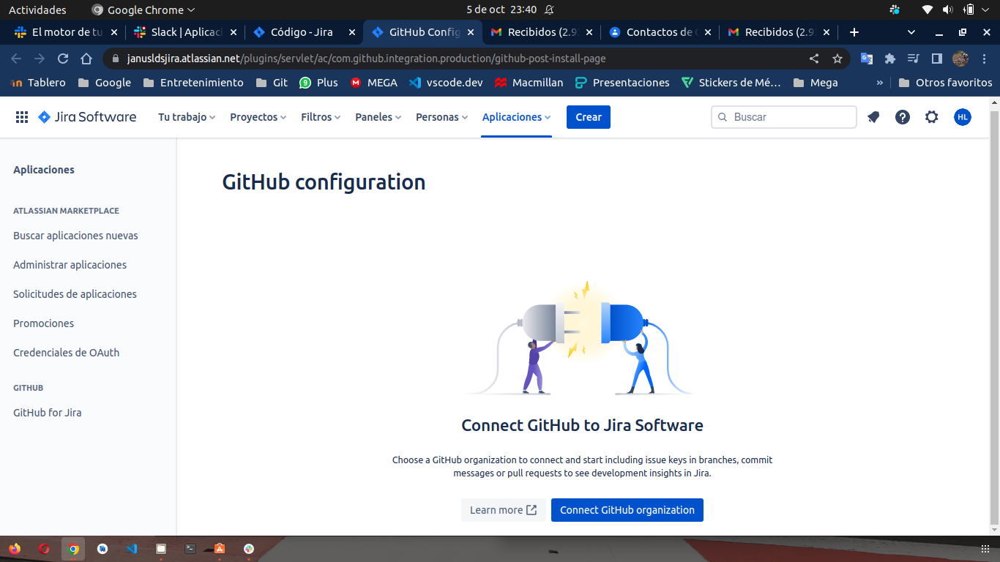 Actividades
Google Chrome
5 de oct 23:40
El motor de tu
Slack | Aplicaci
Código - Jira
GitHub Config
Recibidos (2.9
Contactos de
Recibidos (2.9
janusldsjira.atlassian.net/plugins/servlet/ac/com.github.integration.production/github-post-install-page
Tablero
Google
Entretenimiento
Git
Plus
MEGA
vscode.dev
Macmillan
Presentaciones
Stickers de Mé...
Mega
»
Otros favoritos
Jira Software
Tu trabajo
Proyectos
Filtros
Paneles
Personas
Aplicaciones
Crear
Buscar
HL
Aplicaciones
ATLASSIAN MARKETPLACE
Buscar aplicaciones nuevas
Administrar aplicaciones
Solicitudes de aplicaciones
Promociones
Credenciales de OAuth
GITHUB
GitHub for Jira
GitHub configuration
Connect GitHub to Jira Software
Choose a GitHub organization to connect and start including issue keys in branches, commit
messages or pull requests to see development insights in Jira.
Learn more
Connect GitHub organization